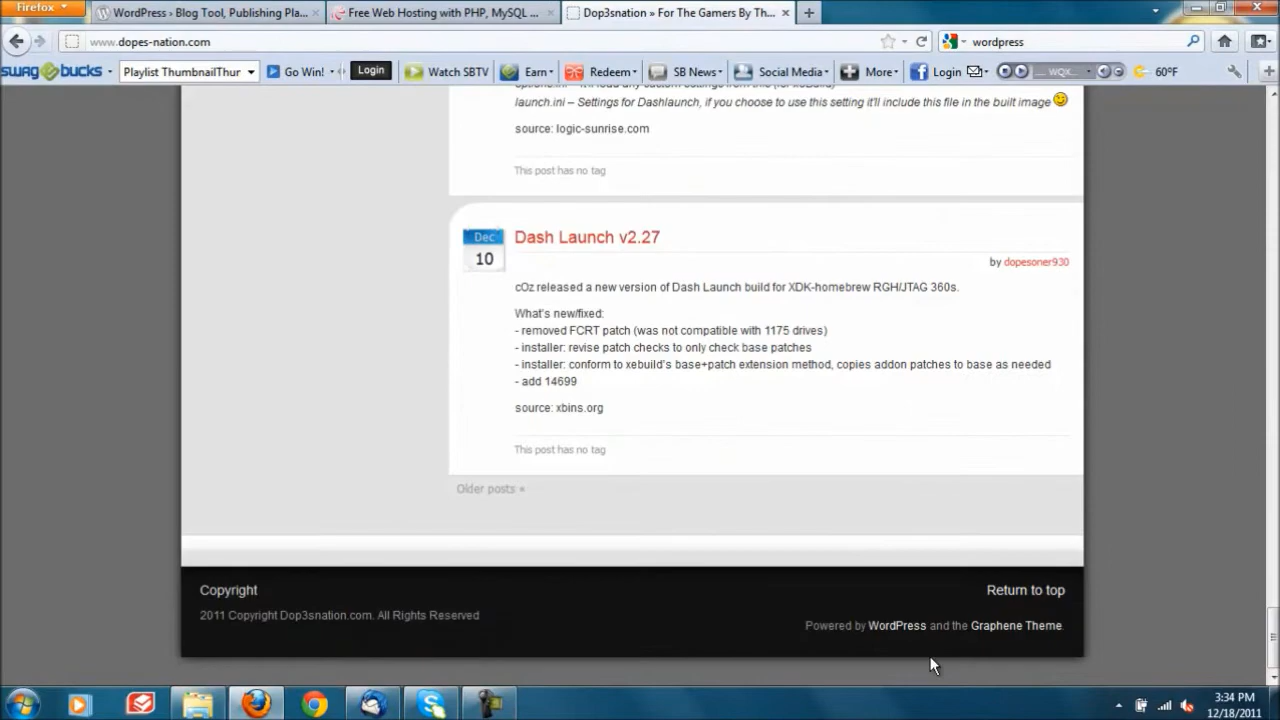 Firefox
WordPress › Blog Tool, Publishing Pla...
Free Web Hosting with PHP, MySQL ...
Dop3snation » For The Gamers By Th...
www.dopes-nation.com
wordpress
swagbucks
Playlist ThumbnailThur
Go Win!
Login
Watch SBTV
Earn
Redeem
SB News
Social Media
More
Login
WQX
60°F
launch.ini – Settings for Dashlaunch, if you choose to use this setting it'll include this file in the built image
source: logic-sunrise.com
This post has no tag
Dec
10
Dash Launch v2.27
by dopesoner930
cOz released a new version of Dash Launch build for XDK-homebrew RGH/JTAG 360s.
What's new/fixed:
- removed FCRT patch (was not compatible with 1175 drives)
- installer: revise patch checks to only check base patches
- installer: conform to xebuild's base+patch extension method, copies addon patches to base as needed
- add 14699
source: xbins.org
This post has no tag
Older posts »
Copyright
Return to top
2011 Copyright Dop3snation.com. All Rights Reserved
Powered by WordPress and the Graphene Theme.
3:34 PM
12/18/2011